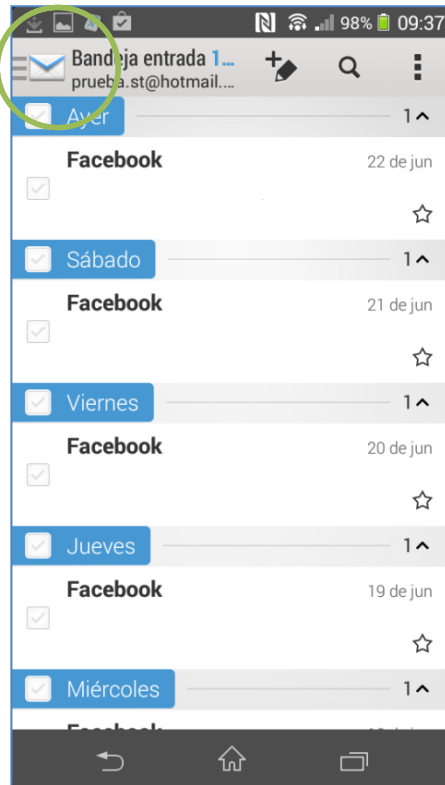 98% 09:37
Bandeja entrada 1...
prueba.st@hotmail....
Ayer 1
Facebook 22 de jun
Sábado 1
Facebook 21 de jun
Viernes 1
Facebook 20 de jun
Jueves 1
Facebook 19 de jun
Miércoles 1